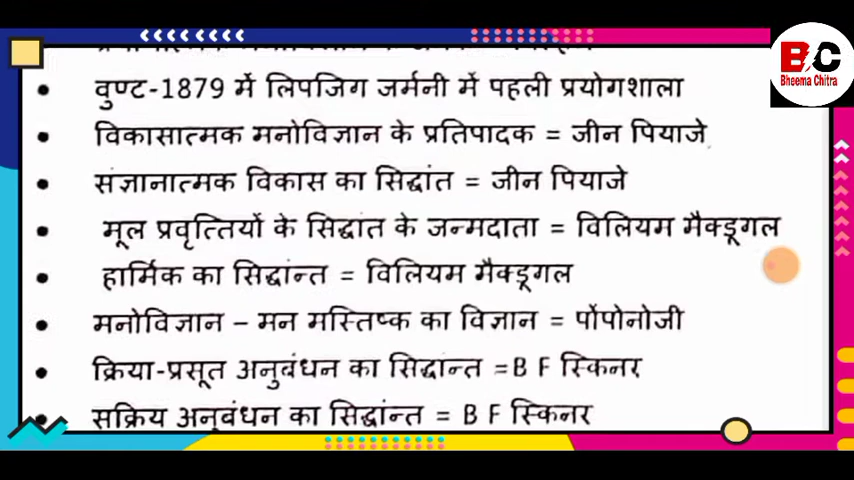 वुण्ट-1879 में लिपजिग जर्मनी में पहली प्रयोगशाला
विकासात्मक मनोविज्ञान के प्रतिपादक = जीन पियाजे
संज्ञानात्मक विकास का सिद्धांत = जीन पियाजे
मूल प्रवृत्तियों के सिद्धांत के जन्मदाता = विलियम मैक्डूगल
हार्मिक का सिद्धांन्त = विलियम मैक्डूगल
मनोविज्ञान – मन मस्तिष्क का विज्ञान = पोंपोनोजी
क्रिया-प्रसूत अनुबंधन का सिद्धांन्त =B F स्किनर
सक्रिय अनुबंधन का सिद्धांन्त = B F स्किनर
BC
Bheema Chitra